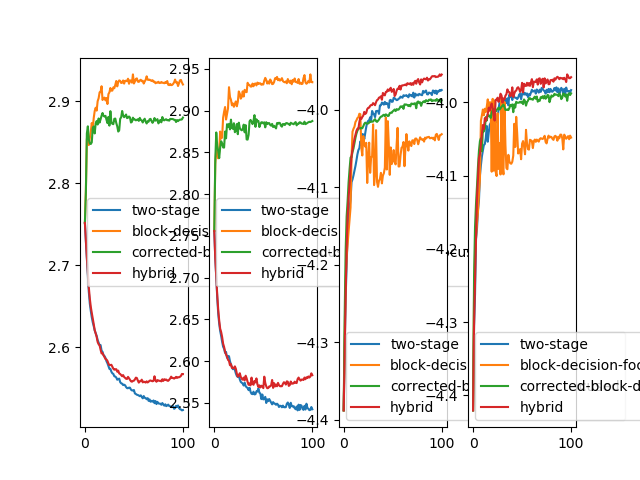 2.9
2.8
2.7
2.6
0
100
two-stage
block-decis
corrected-b
hybrid
2.95
2.90
2.85
2.80
2.75
2.70
2.65
2.60
2.55
0
100
two-stage
block-decis
corrected-b
hybrid
−4.0
−4.1
−4.2
−4.3
−4.4
0
100
two-stage
block-decis
corrected-b
hybrid
cus
−4.0
−4.1
−4.2
−4.3
−4.4
0
100
two-stage
block-decision-foc
corrected-block-d
hybrid